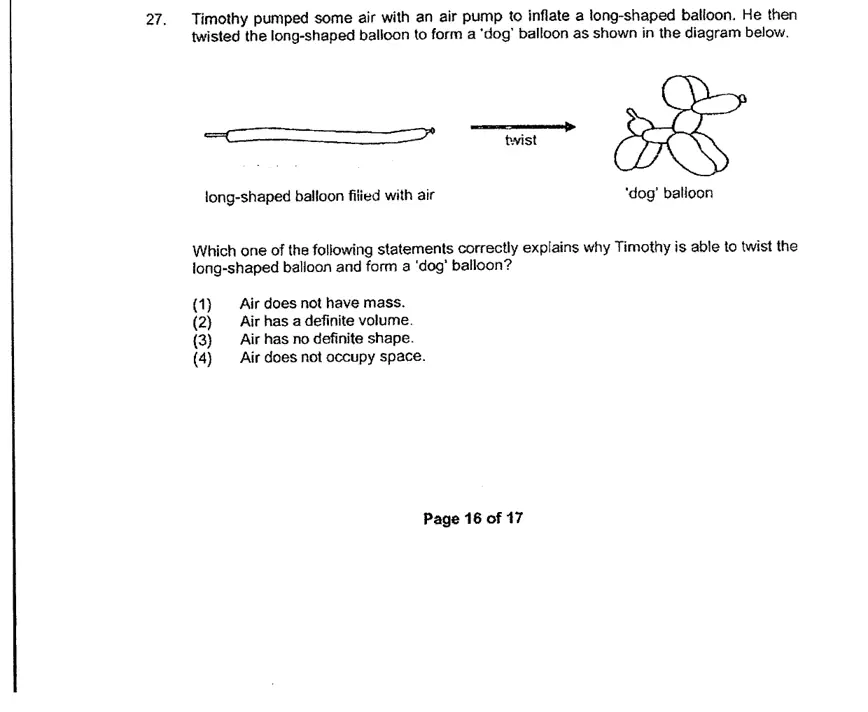 27. Timothy pumped some air with an air pump to inflate a long-shaped balloon. He then
twisted the long-shaped balloon to form a 'dog' balloon as shown in the diagram below.
twist
long-shaped balloon filled with air
'dog' balloon
Which one of the following statements correctly explains why Timothy is able to twist the
long-shaped balloon and form a 'dog' balloon?
(1) Air does not have mass.
(2) Air has a definite volume.
(3) Air has no definite shape.
(4) Air does not occupy space.
Page 16 of 17